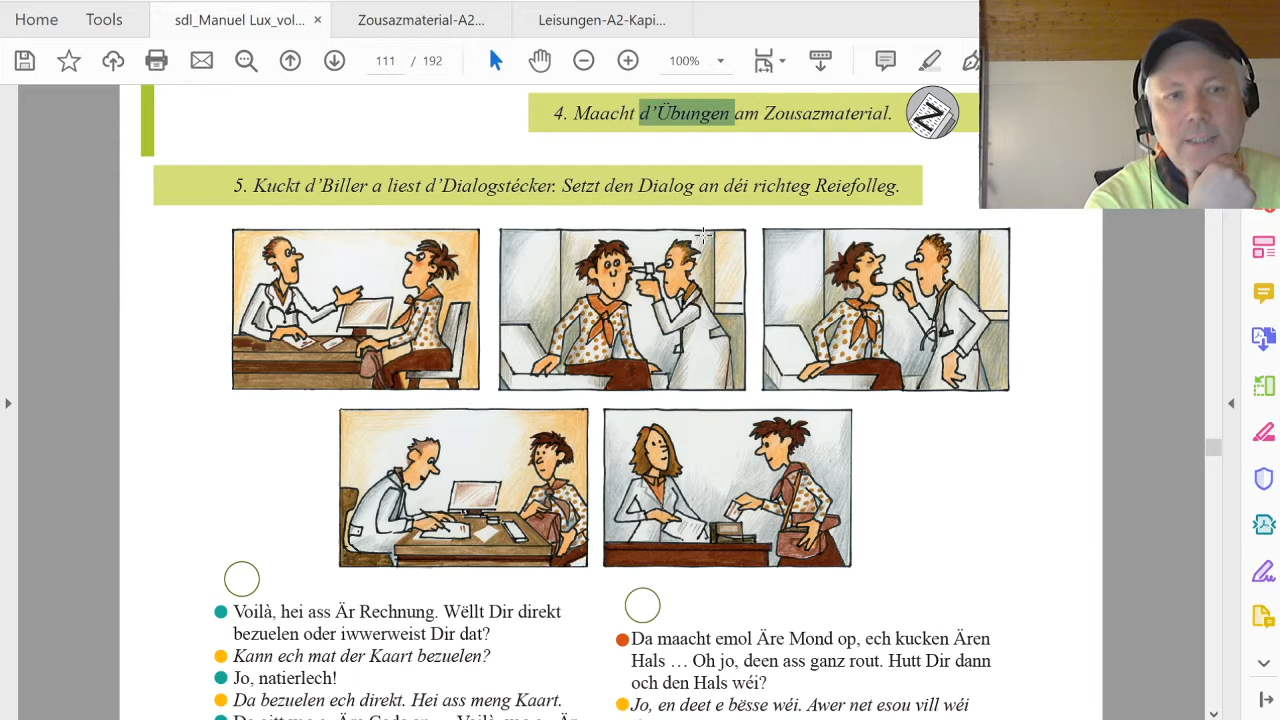 Home Tools sdl_Manuel Lux_vol... × Zousazmaterial-A2... Leisungen-A2-Kapi...
111 / 192 100%
4. Maacht d’Übungen am Zousazmaterial.
5. Kuckt d’Biller a liest d’Dialogstécker. Setzt den Dialog an déi richteg Reiefolleg.
Voilà, hei ass Är Rechnung. Wëllt Dir direkt
bezuelen oder iwwerweist Dir dat?
Kann ech mat der Kaart bezuelen?
Jo, natierlech!
Da bezuelen ech direkt. Hei ass meng Kaart.
Da maacht emol Äre Mond op, ech kucken Ären
Hals … Oh jo, deen ass ganz rout. Hutt Dir dann
och den Hals wéi?
Jo, en deet e bësse wéi. Awer net esou vill wéi